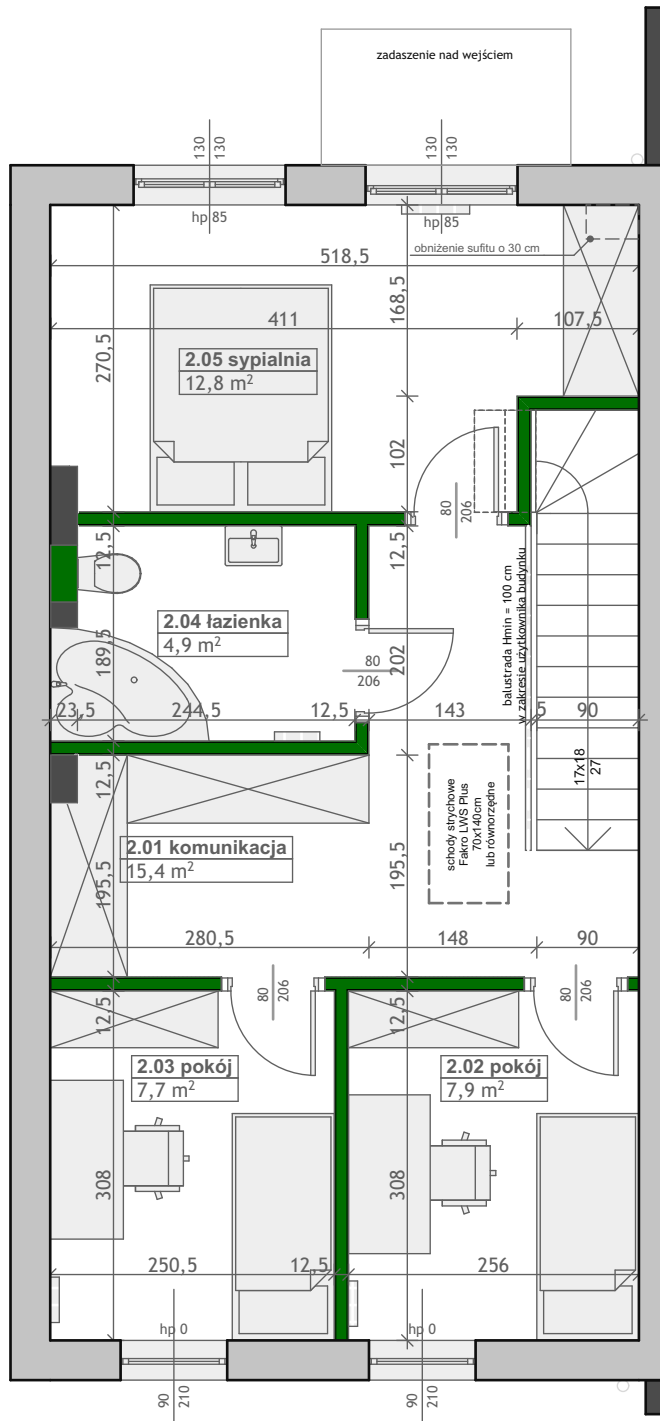 zadaszenie nad wejściem
130
130
130
130
hp 85
hp 85
obniżenie sufitu o 30 cm
518,5
168,5
411
107,5
270,5
2.05 sypialnia
12,8 m²
102
80
206
12,5
12,5
balustrada Hmin = 100 cm
w zakresie użytkownika budynku
2.04 łazienka
4,9 m²
189,5
202
80
206
23,5
244,5
12,5
143
5
90
17x18
27
12,5
schody strychowe
Fakro LWS Plus
70x140cm
lub równorzędne
2.01 komunikacja
15,4 m²
195,5
195,5
280,5
148
90
80
206
80
206
12,5
12,5
2.03 pokój
7,7 m²
2.02 pokój
7,9 m²
308
308
250,5
12,5
256
hp 0
hp 0
90
210
90
210